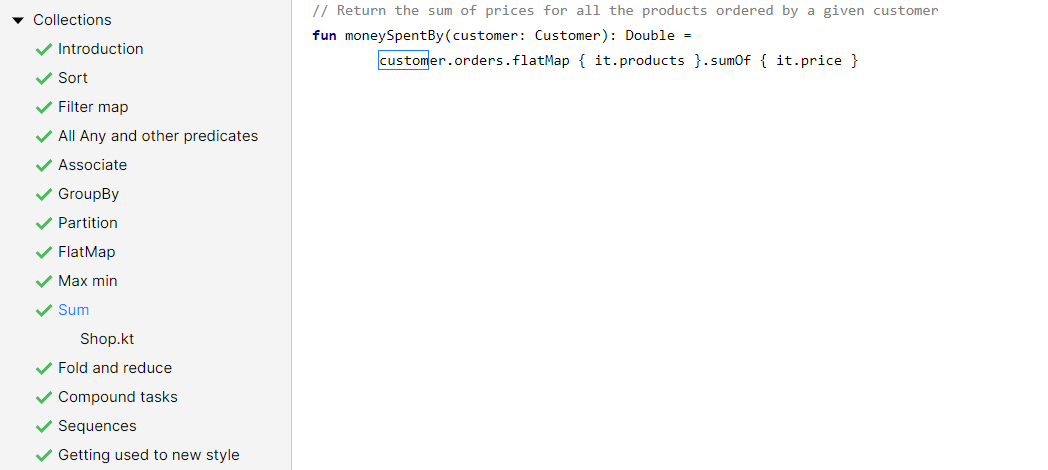 Collections
Introduction
Sort
Filter map
All Any and other predicates
Associate
GroupBy
Partition
FlatMap
Max min
Sum
Shop.kt
Fold and reduce
Compound tasks
Sequences
Getting used to new style
// Return the sum of prices for all the products ordered by a given customer
fun moneySpentBy(customer: Customer): Double =
customer.orders.flatMap { it.products }.sumOf { it.price }